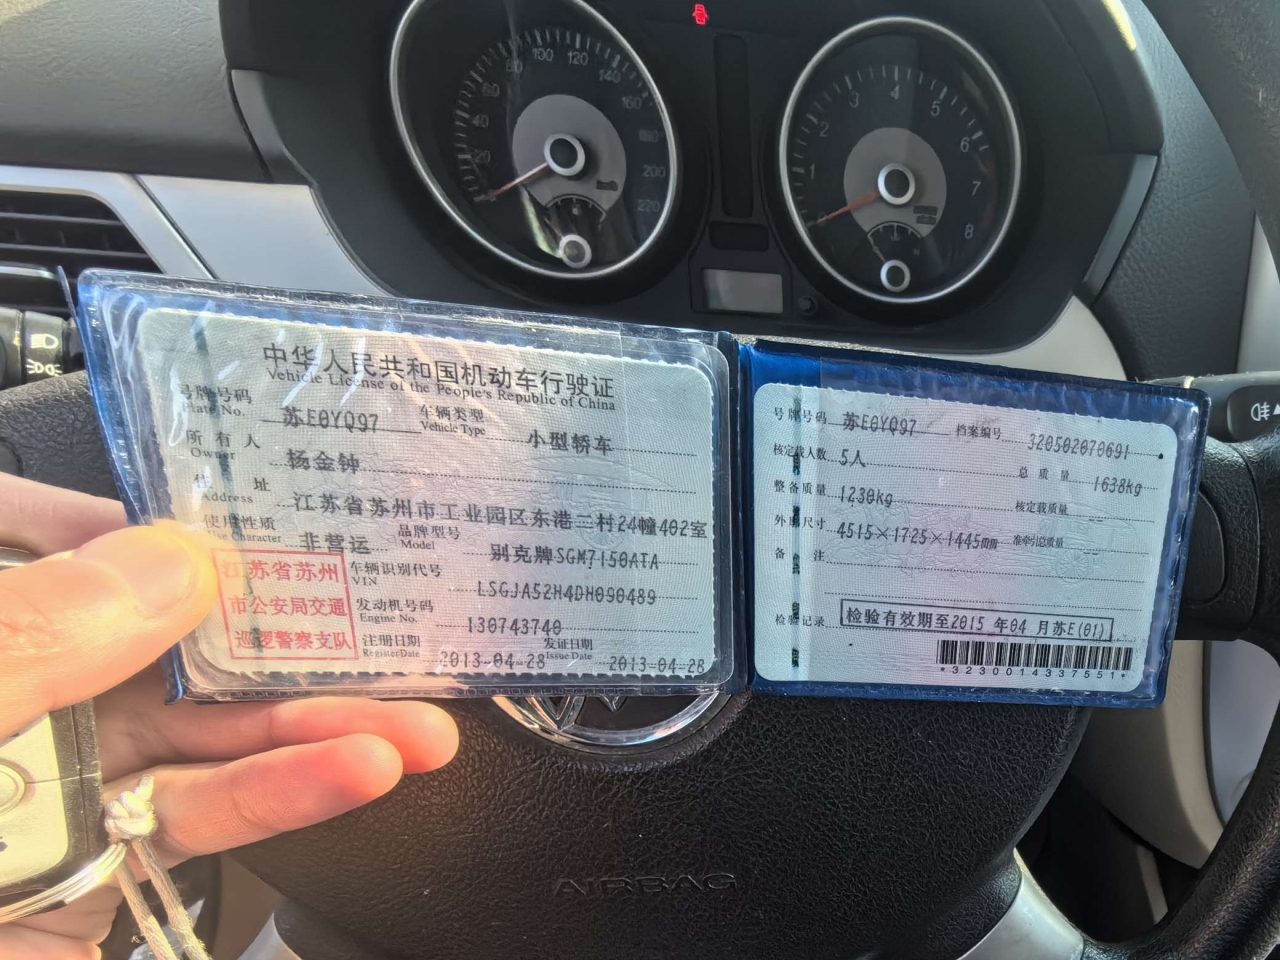 100 120
80 140
60 160
40 180
20 200
220
1 2 3 4 5 6 7 8
中华人民共和国机动车行驶证
Vehicle License of the People's Republic of China
号牌号码 苏E0YQ97 车辆类型 小型轿车
Plate No. Vehicle Type
所有人 杨金钟
Owner
住址 江苏省苏州市工业园区东港二村24幢402室
Address
使用性质 非营运 品牌型号 别克牌SGM7150ATA
Use Character Model
江苏省苏州
市公安局交通
巡逻警察支队
车辆识别代号 LSGJA52H4DH090489
VIN
发动机号码 130743740
Engine No.
注册日期 2013-04-28 发证日期 2013-04-28
Register Date Issue Date
号牌号码 苏E0YQ97 档案编号 320502070691
核定载人数 5人 总质量 1638kg
整备质量 1230kg 核定载质量 --
外廓尺寸 4515×1725×1445mm 准牵引总质量 --
备注
检验记录 检验有效期至2015年04月苏E(01)
*3230014337551*
AIRBAG